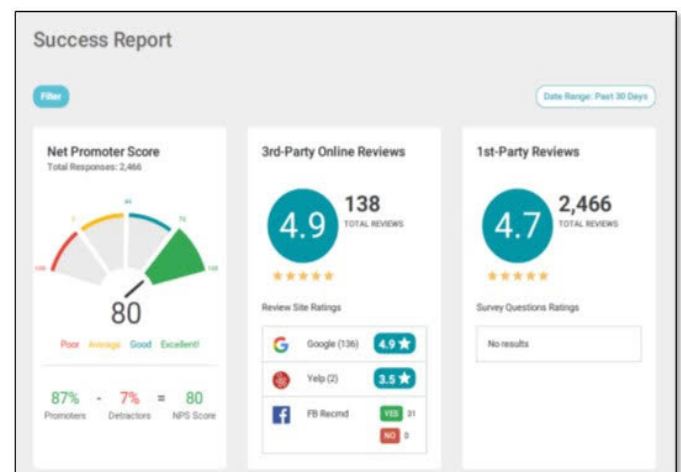 Success Report
Filter
Date Range: Past 30 Days
Net Promoter Score
Total Responses: 2,466
70
100
80
Poor Average Good Excellent!
87% - 7% = 80
Promoters Detractors NPS Score
3rd-Party Online Reviews
4.9
138
TOTAL REVIEWS
Review Site Ratings
Google (136) 4.9
Yelp (2) 3.5
FB Recmd YES 31
NO 0
1st-Party Reviews
4.7
2,466
TOTAL REVIEWS
Survey Questions Ratings
No results